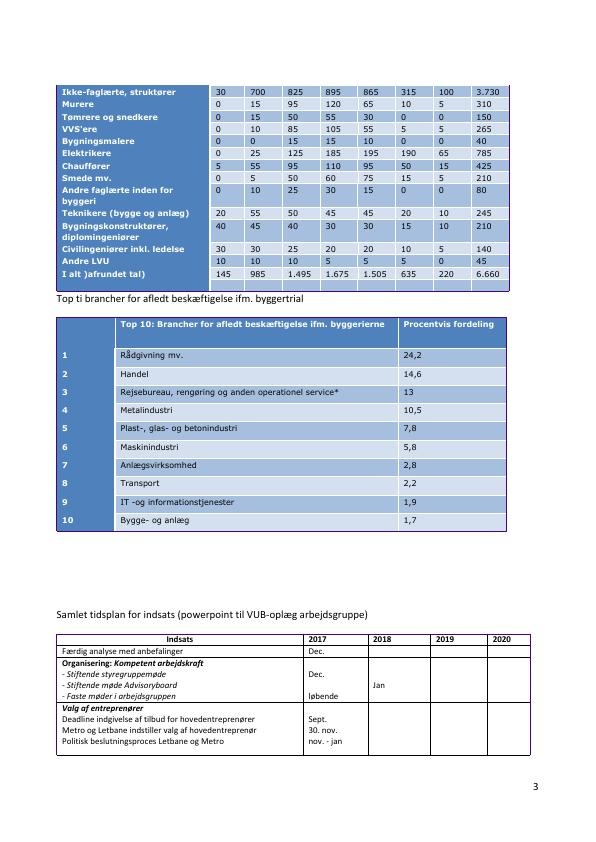 Ikke-faglærte, struktører 30 700 825 895 865 315 100 3.730
Murere 0 15 95 120 65 10 5 310
Tømrere og snedkere 0 15 50 55 30 0 0 150
VVS'ere 0 10 85 105 55 5 5 265
Bygningsmalere 0 0 15 15 10 0 0 40
Elektrikere 0 25 125 185 195 190 65 785
Chauffører 5 55 95 110 95 50 15 425
Smede mv. 0 5 50 60 75 15 5 210
Andre faglærte inden for 0 10 25 30 15 0 0 80
byggeri
Teknikere (bygge og anlæg) 20 55 50 45 45 20 10 245
Bygningskonstruktører, 40 45 40 30 30 15 10 210
diplomingeniører
Civilingeniører inkl. ledelse 30 30 25 20 20 10 5 140
Andre LVU 10 10 10 5 5 5 0 45
I alt )afrundet tal) 145 985 1.495 1.675 1.505 635 220 6.660
Top ti brancher for afledt beskæftigelse ifm. byggertrial
Top 10: Brancher for afledt beskæftigelse ifm. byggerierne Procentvis fordeling
1 Rådgivning mv. 24,2
2 Handel 14,6
3 Rejsebureau, rengøring og anden operationel service* 13
4 Metalindustri 10,5
5 Plast-, glas- og betonindustri 7,8
6 Maskinindustri 5,8
7 Anlægsvirksomhed 2,8
8 Transport 2,2
9 IT -og informationstjenester 1,9
10 Bygge- og anlæg 1,7
Samlet tidsplan for indsats (powerpoint til VUB-oplæg arbejdsgruppe)
Indsats 2017 2018 2019 2020
Færdig analyse med anbefalinger Dec.
Organisering: Kompetent arbejdskraft
- Stiftende styregruppemøde Dec.
- Stiftende møde Advisoryboard Jan
- Faste møder i arbejdsgruppen løbende
Valg af entreprenører
Deadline indgivelse af tilbud for hovedentreprenører Sept.
Metro og Letbane indstiller valg af hovedentreprenør 30. nov.
Politisk beslutningsproces Letbane og Metro nov. - jan
3